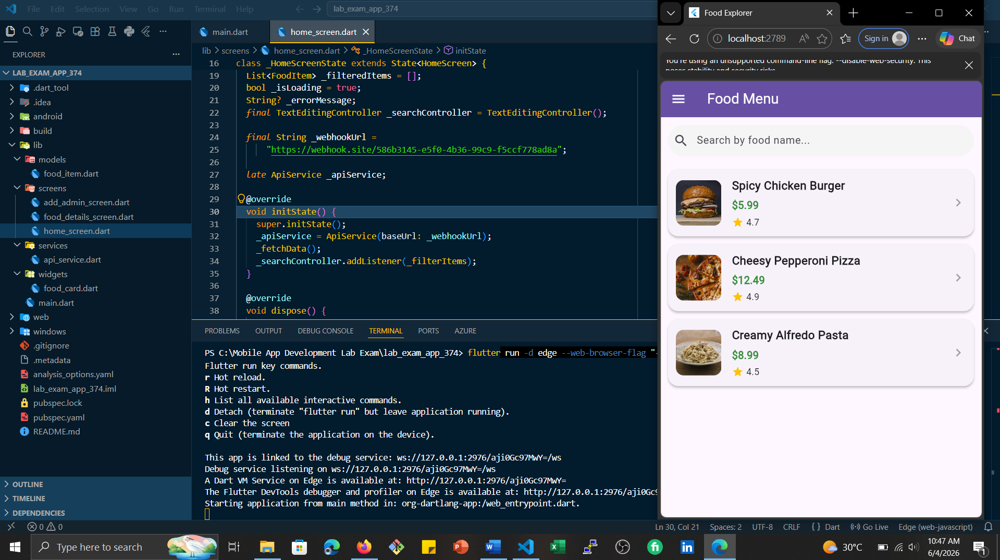 File Edit Selection View Go Run Terminal Help
lab_exam_app_374
EXPLORER
LAB_EXAM_APP_374
.dart_tool
.idea
android
build
lib
models
food_item.dart
screens
add_admin_screen.dart
food_details_screen.dart
home_screen.dart
services
api_service.dart
widgets
food_card.dart
main.dart
web
windows
.gitignore
.metadata
analysis_options.yaml
lab_exam_app_374.iml
pubspec.lock
pubspec.yaml
README.md
OUTLINE
TIMELINE
DEPENDENCIES
main.dart
home_screen.dart
lib > screens > home_screen.dart > _HomeScreenState > initState
16 class _HomeScreenState extends State<HomeScreen> {
19 List<FoodItem> _filteredItems = [];
20 bool _isLoading = true;
21 String? _errorMessage;
22 final TextEditingController _searchController = TextEditingController();
23
24 final String _webhookUrl =
25 "https://webhook.site/586b3145-e5f0-4b36-99c9-f5ccf778ad8a";
26
27 late ApiService _apiService;
28
29 @override
30 void initState() {
31 super.initState();
32 _apiService = ApiService(baseUrl: _webhookUrl);
33 _fetchData();
34 _searchController.addListener(_filterItems);
35 }
36
37 @override
38 void dispose() {
PROBLEMS OUTPUT DEBUG CONSOLE TERMINAL PORTS AZURE
PS C:\Mobile App Development Lab Exam\lab_exam_app_374> flutter run -d edge --web-browser-flag "-
Flutter run key commands.
r Hot reload.
R Hot restart.
h List all available interactive commands.
d Detach (terminate "flutter run" but leave application running).
c Clear the screen
q Quit (terminate the application on the device).
This app is linked to the debug service: ws://127.0.0.1:2976/aji0Gc97MwY=/ws
Debug service listening on ws://127.0.0.1:2976/aji0Gc97MwY=/ws
A Dart VM Service on Edge is available at: http://127.0.0.1:2976/aji0Gc97MwY=
The Flutter DevTools debugger and profiler on Edge is available at: http://127.0.0.1:2976/aji0Gc9
Starting application from main method in: org-dartlang-app:/web_entrypoint.dart.
Food Explorer
localhost:2789
Sign in
Chat
You're using an unsupported command-line flag: --disable-web-security. This
poses stability and security risks.
Food Menu
Search by food name...
Spicy Chicken Burger
$5.99
4.7
Cheesy Pepperoni Pizza
$12.49
4.9
Creamy Alfredo Pasta
$8.99
4.5
0 0
Ln 30, Col 21 Spaces: 2 UTF-8 CRLF { } Dart Go Live Edge (web-javascript)
Type here to search
30°C
10:47 AM
6/4/2026
1